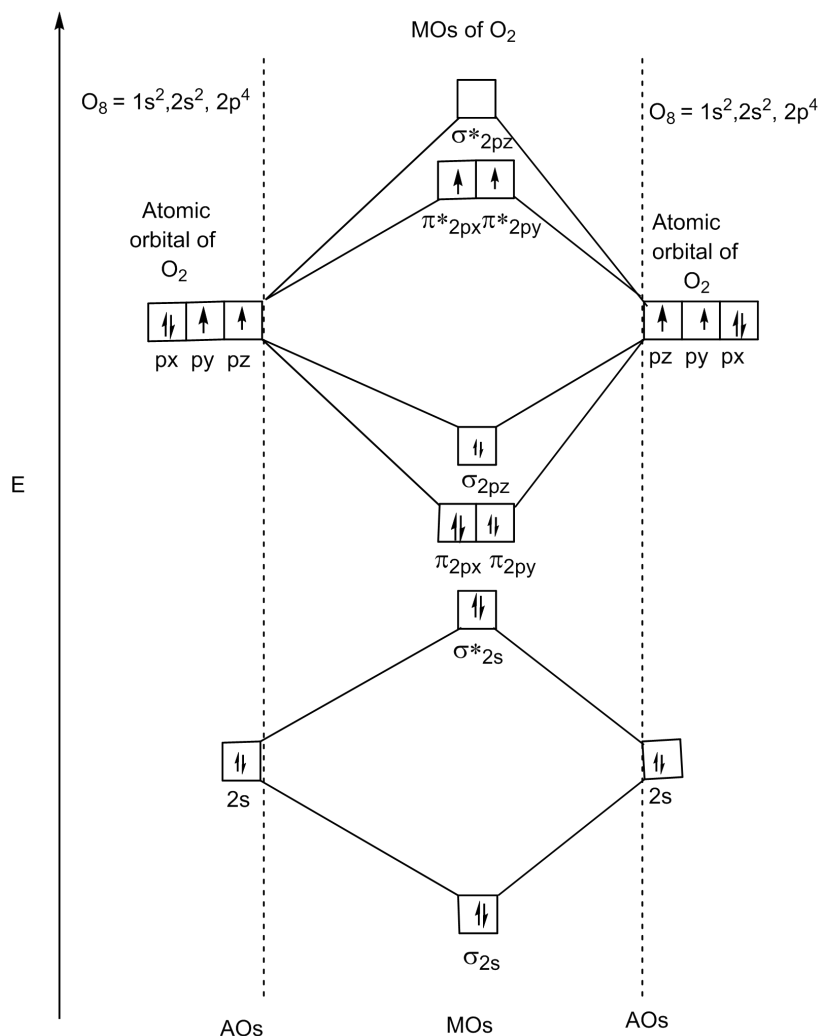 MOs of O₂
O₈ = 1s²,2s², 2p⁴
O₈ = 1s²,2s², 2p⁴
σ*2pz
π*2px π*2py
Atomic
orbital of
O₂
Atomic
orbital of
O₂
px py pz
pz py px
σ2pz
E
π2px π2py
σ*2s
2s
2s
σ2s
AOs
MOs
AOs